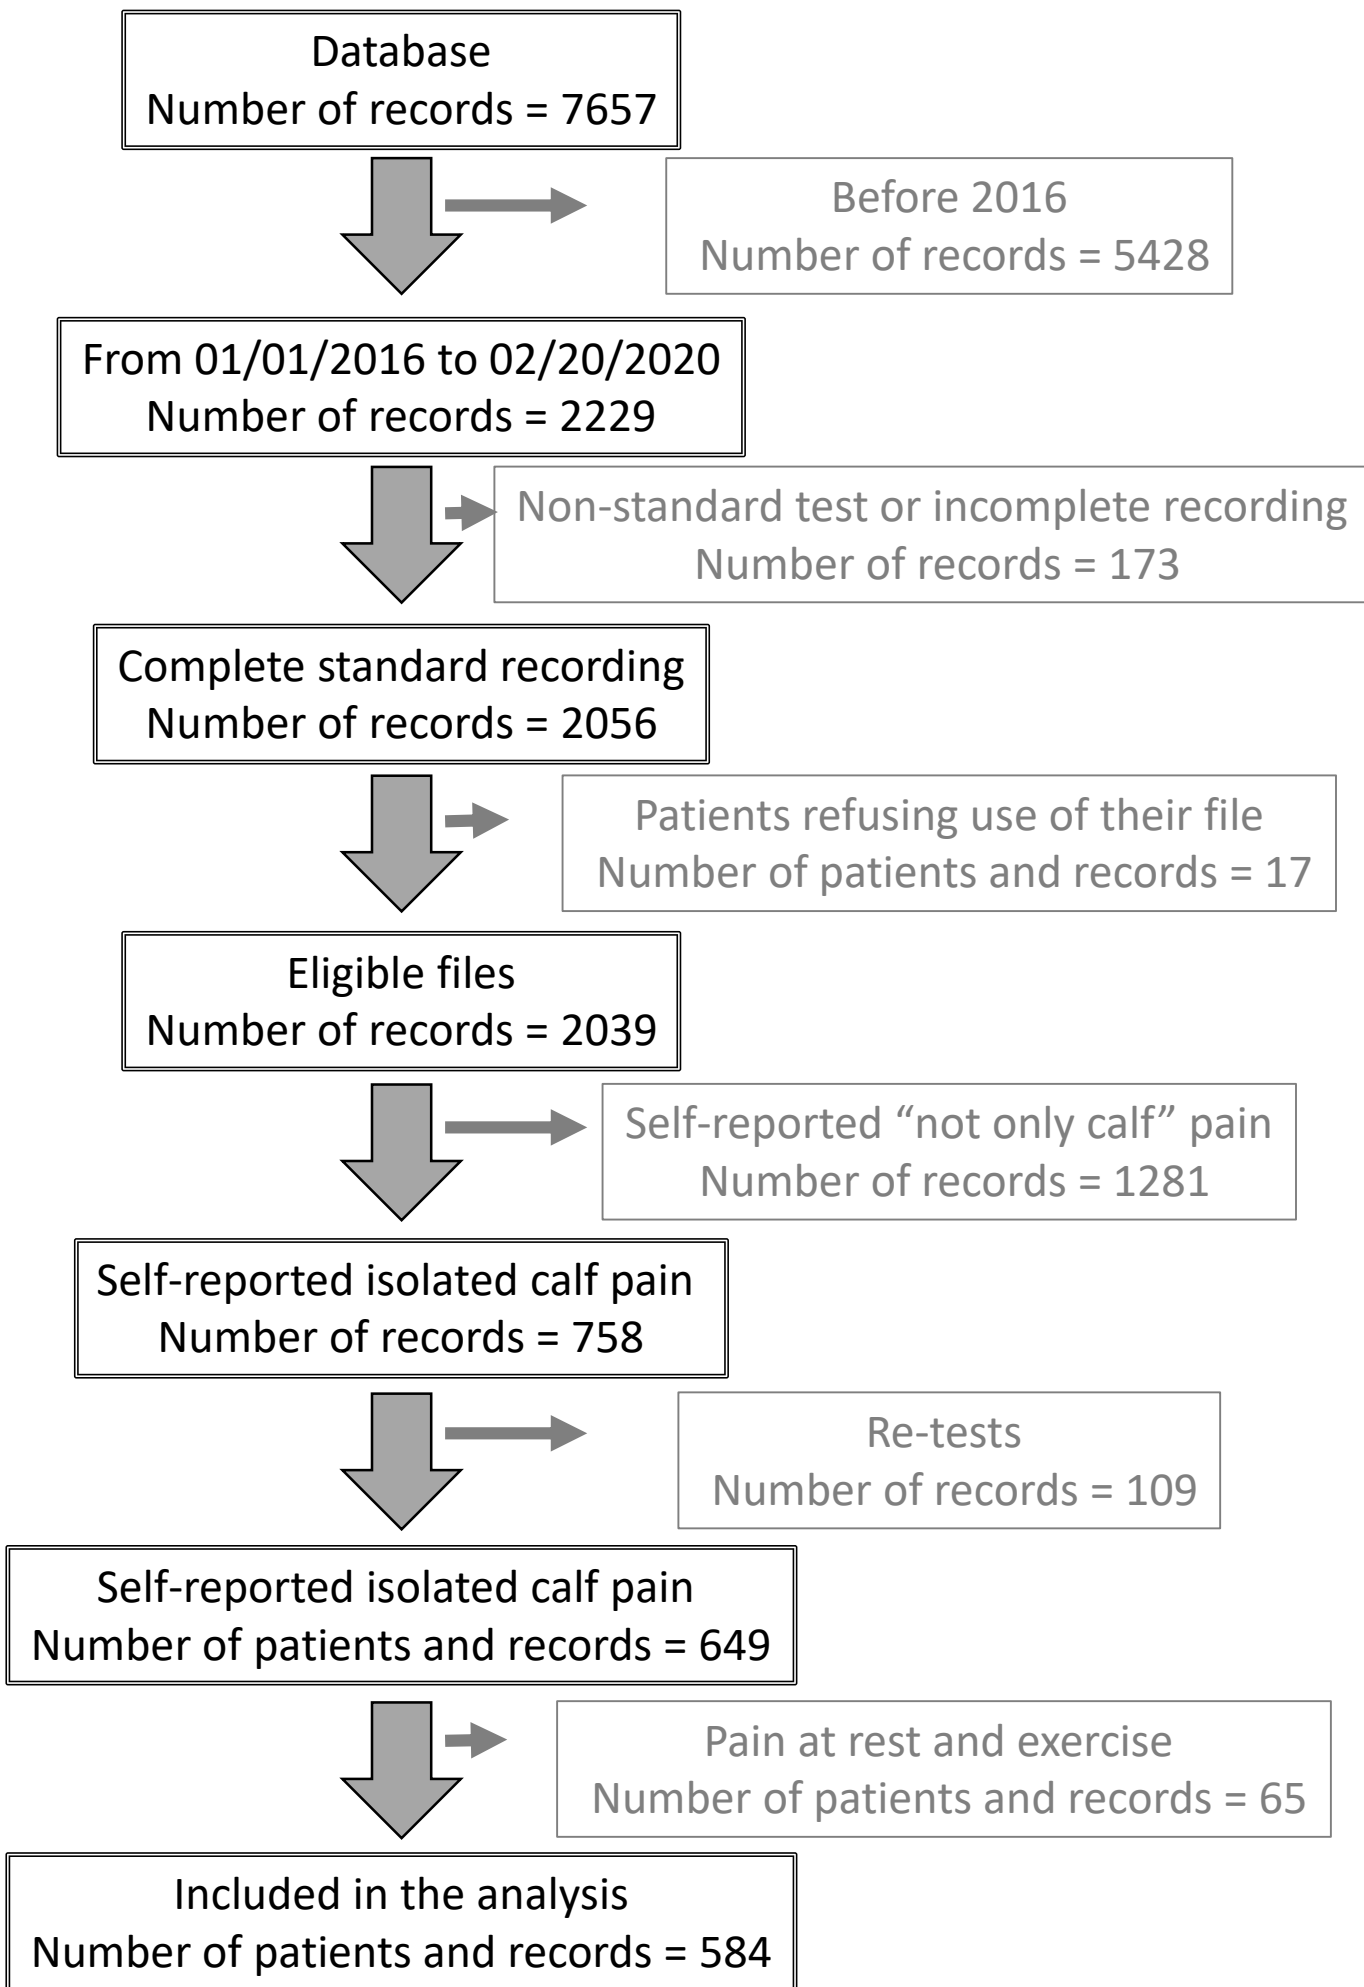 Database
Number of records = 7657
Before 2016
Number of records = 5428
From 01/01/2016 to 02/20/2020
Number of records = 2229
Non-standard test or incomplete recording
Number of records = 173
Complete standard recording
Number of records = 2056
Patients refusing use of their file
Number of patients and records = 17
Eligible files
Number of records = 2039
Self-reported “not only calf” pain
Number of records = 1281
Self-reported isolated calf pain
Number of records = 758
Re-tests
Number of records = 109
Self-reported isolated calf pain
Number of patients and records = 649
Pain at rest and exercise
Number of patients and records = 65
Included in the analysis
Number of patients and records = 584